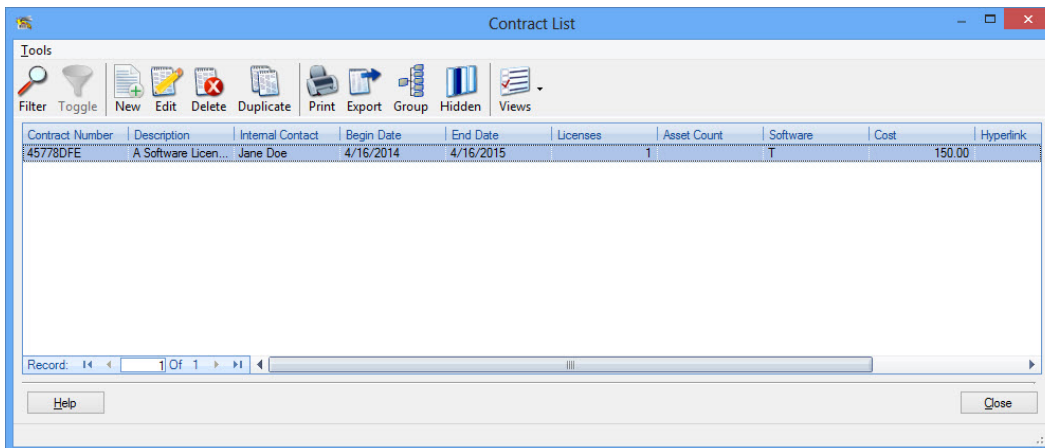 Contract List
Tools
Filter Toggle New Edit Delete Duplicate Print Export Group Hidden Views
Contract Number Description Internal Contact Begin Date End Date Licenses Asset Count Software Cost Hyperlink
45778DFE A Software Licen... Jane Doe 4/16/2014 4/16/2015 1 T 150.00
Record: 1 Of 1
Help Close